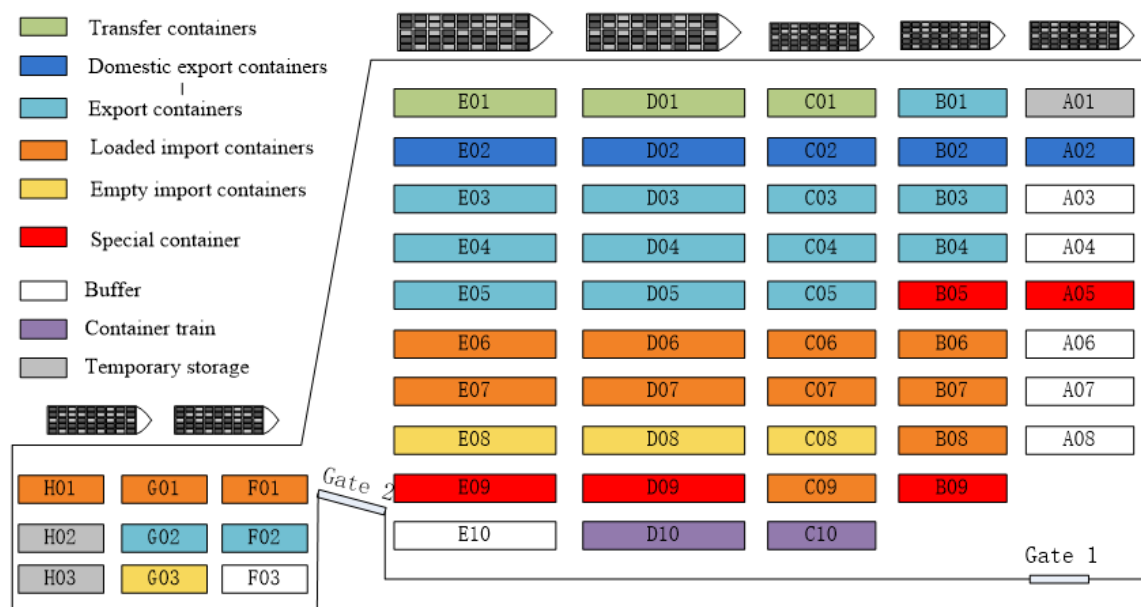 Transfer containers
Domestic export containers
Export containers
Loaded import containers
Empty import containers
Special container
Buffer
Container train
Temporary storage
E01 D01 C01 B01 A01
E02 D02 C02 B02 A02
E03 D03 C03 B03 A03
E04 D04 C04 B04 A04
E05 D05 C05 B05 A05
E06 D06 C06 B06 A06
E07 D07 C07 B07 A07
E08 D08 C08 B08 A08
E09 D09 C09 B09
E10 D10 C10
H01 G01 F01
H02 G02 F02
H03 G03 F03
Gate 2
Gate 1